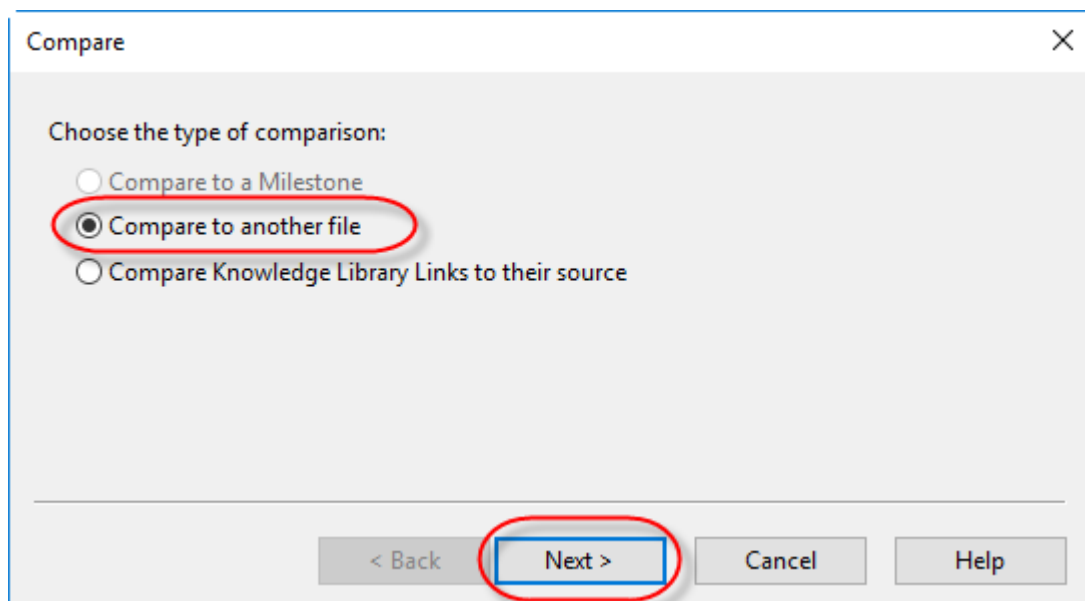 Compare
Choose the type of comparison:
Compare to a Milestone
Compare to another file
Compare Knowledge Library Links to their source
< Back Next > Cancel Help